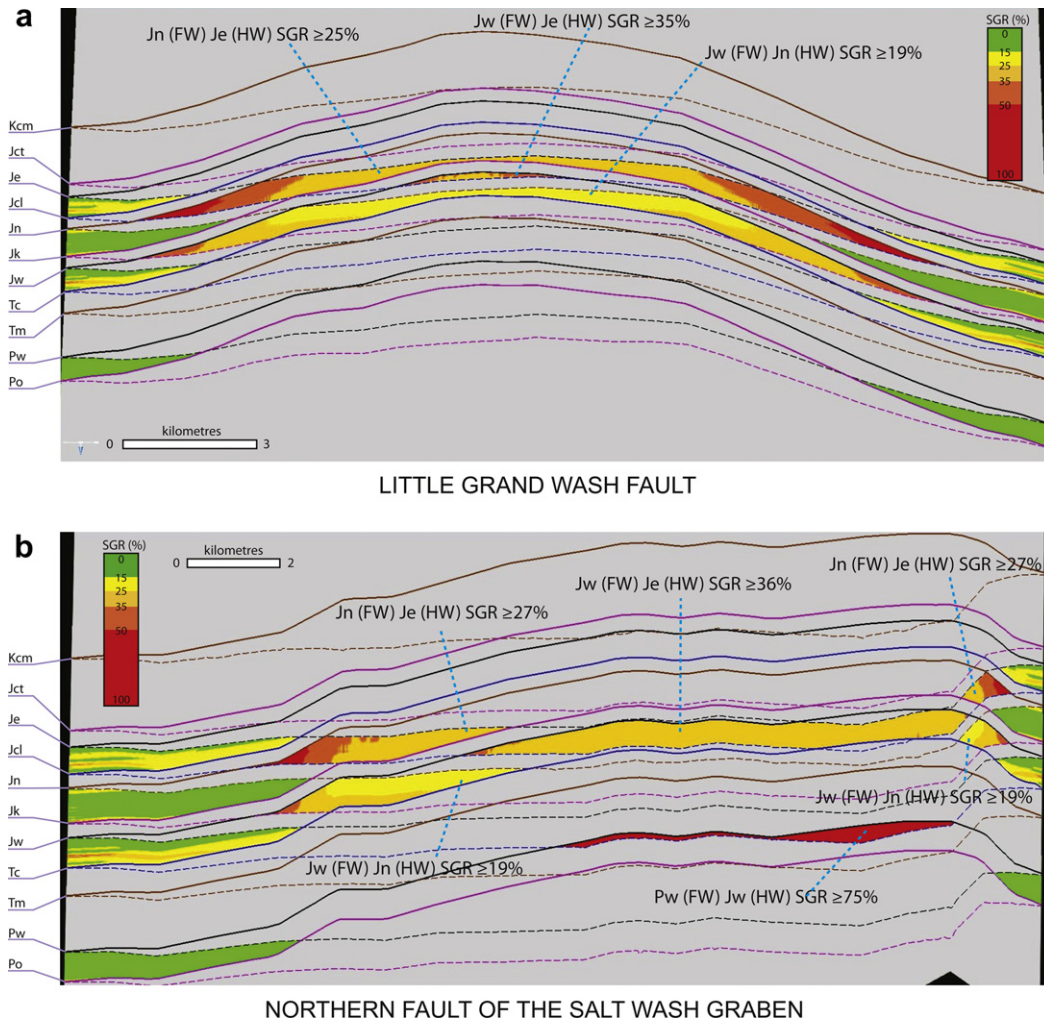 a
Jn (FW) Je (HW) SGR ≥25%
Jw (FW) Je (HW) SGR ≥35%
Jw (FW) Jn (HW) SGR ≥19%
SGR (%)
0
15
25
35
50
100
Kcm
Jct
Je
Jcl
Jn
Jk
Jw
Tc
Tm
Pw
Po
kilometres
0 3
Y
LITTLE GRAND WASH FAULT
b
SGR (%)
0
15
25
35
50
100
kilometres
0 2
Jn (FW) Je (HW) SGR ≥27%
Jw (FW) Je (HW) SGR ≥36%
Jn (FW) Je (HW) SGR ≥27%
Kcm
Jct
Je
Jcl
Jn
Jk
Jw
Tc
Tm
Pw
Po
Jw (FW) Jn (HW) SGR ≥19%
Jw (FW) Jn (HW) SGR ≥19%
Pw (FW) Jw (HW) SGR ≥75%
NORTHERN FAULT OF THE SALT WASH GRABEN